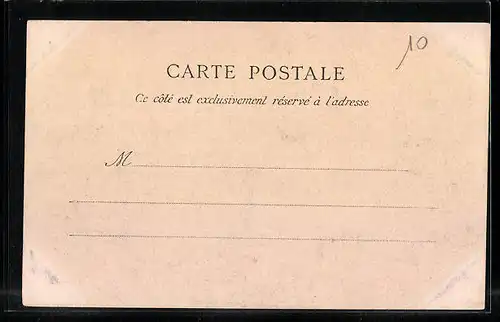 10
CARTE POSTALE
Ce côté est exclusivement réservé à l'adresse
M